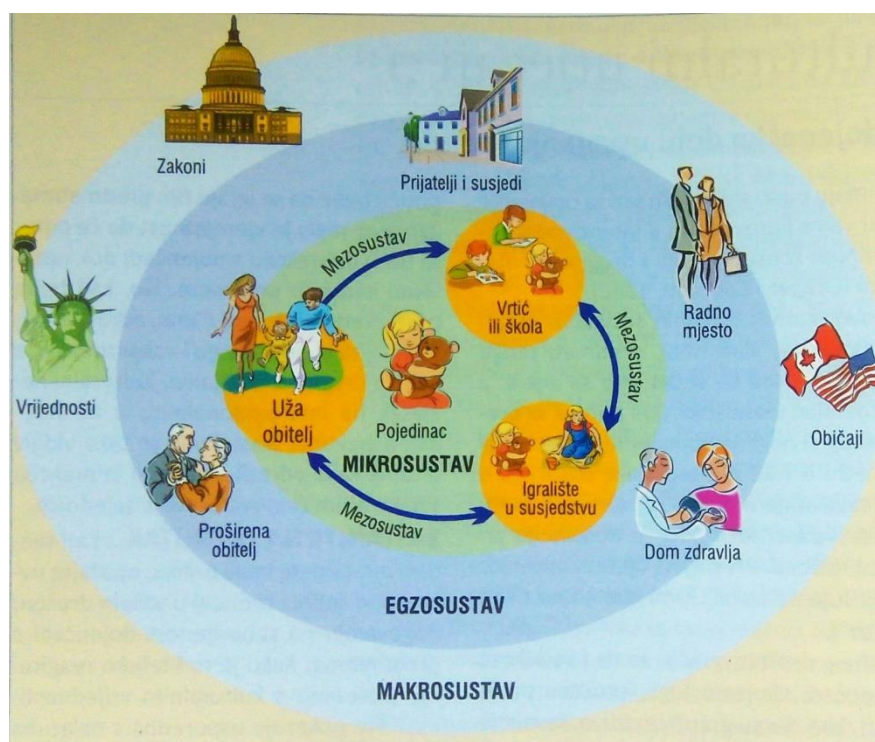 Zakoni
Prijatelji i susjedi
Mezosustav
Vrtić
ili škola
Radno
mjesto
Mezosustav
Vrijednosti
Uža
obitelj
Pojedinac
MIKROSUSTAV
Običaji
Igralište
u susjedstvu
Mezosustav
Proširena
obitelj
Dom zdravlja
EGZOSUSTAV
MAKROSUSTAV